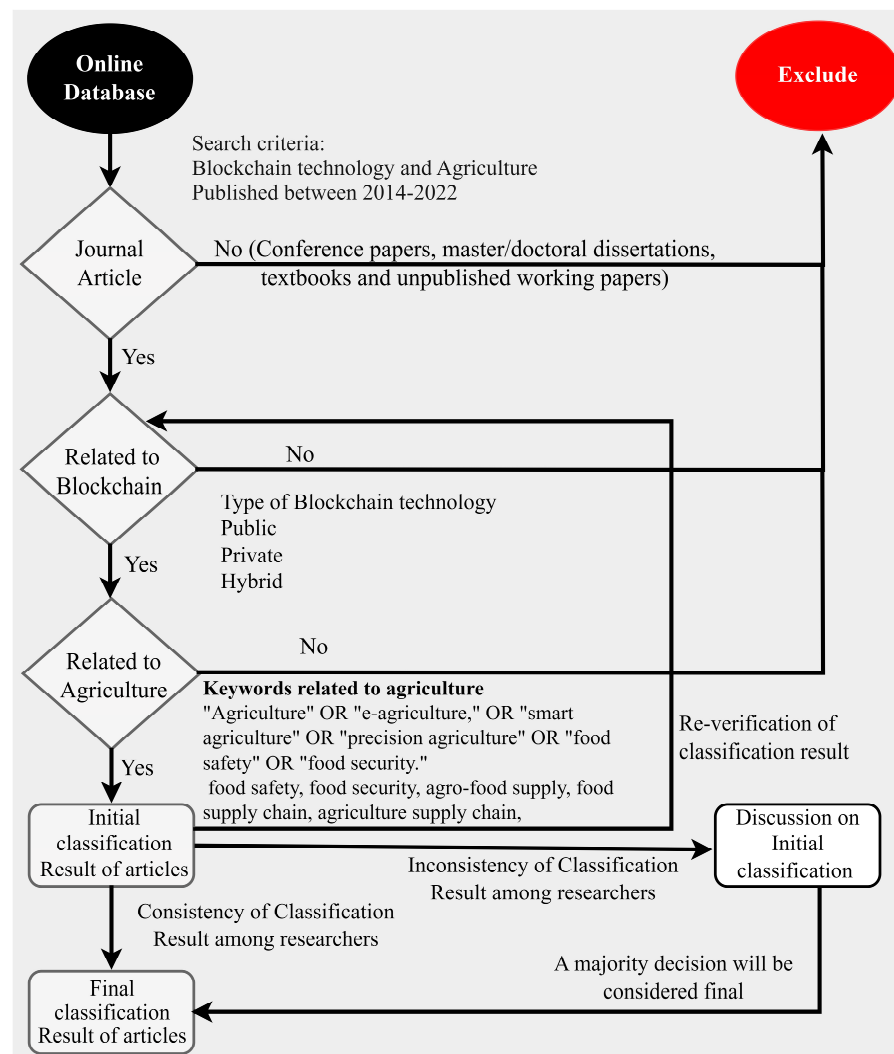 Online
Database
Exclude
Search criteria:
Blockchain technology and Agriculture
Published between 2014-2022
Journal
Article
No (Conference papers, master/doctoral dissertations,
textbooks and unpublished working papers)
Yes
Related to
Blockchain
No
Type of Blockchain technology
Public
Private
Hybrid
Yes
Related to
Agriculture
No
Keywords related to agriculture
"Agriculture" OR "e-agriculture," OR "smart
agriculture" OR "precision agriculture" OR "food
safety" OR "food security."
food safety, food security, agro-food supply, food
supply chain, agriculture supply chain,
Re-verification of
classification result
Yes
Initial
classification
Result of articles
Discussion on
Initial
classification
Inconsistency of Classification
Result among researchers
Consistency of Classification
Result among researchers
A majority decision will be
considered final
Final
classification
Result of articles